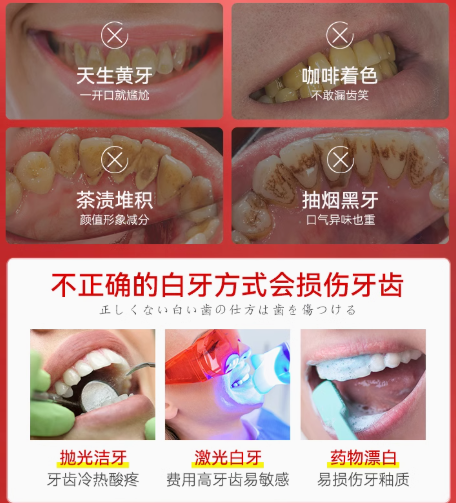 天生黄牙
一开口就尴尬
咖啡着色
不敢漏齿笑
茶渍堆积
颜值形象减分
抽烟黑牙
口气异味也重
不正确的白牙方式会损伤牙齿
正しくない白い歯の仕方は歯を傷つける
抛光洁牙
牙齿冷热酸疼
激光白牙
费用高牙齿易敏感
药物漂白
易损伤牙釉质